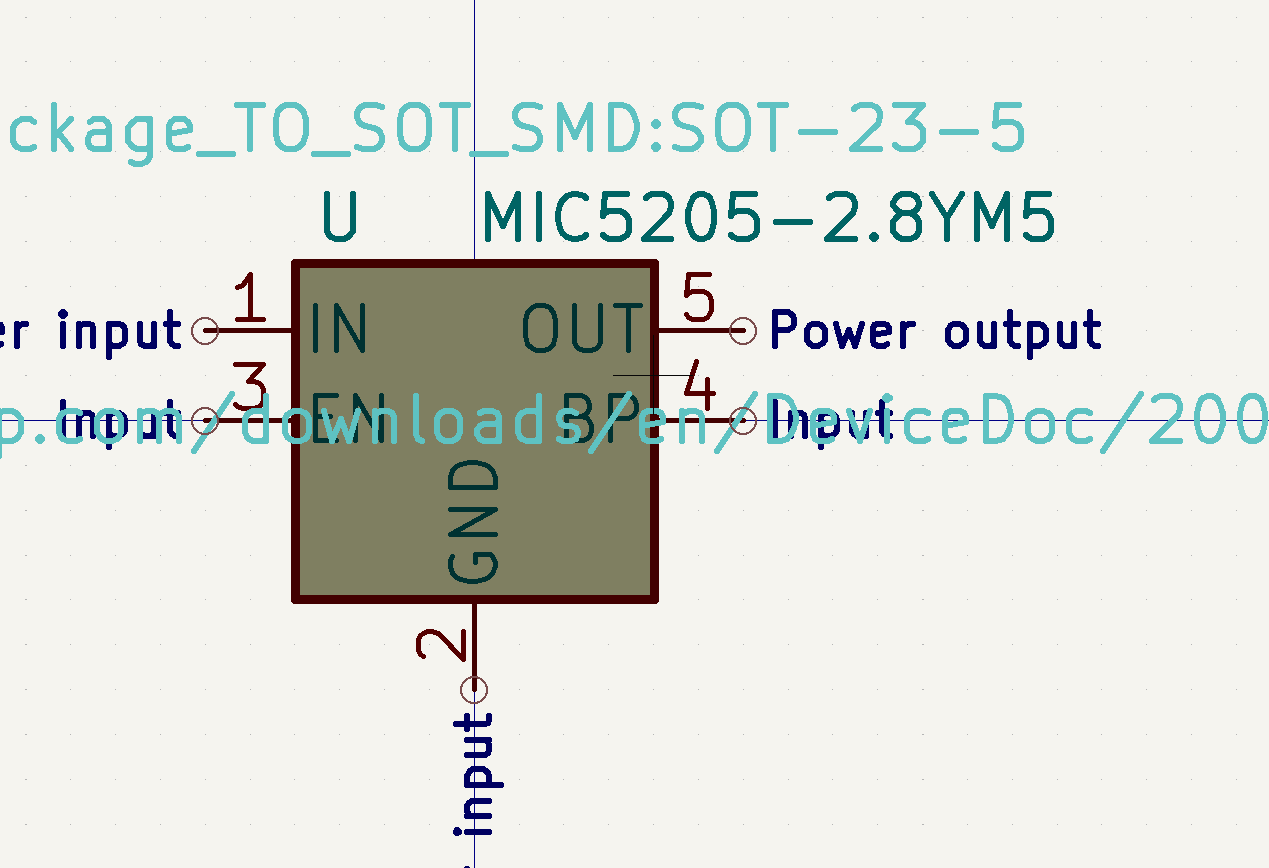 ckage_TO_SOT_SMD:SOT-23-5
U MIC5205-2.8YM5
1 5
er input IN OUT Power output
3 4
Input EN BP Input
p.com/downloads/en/DeviceDoc/200
GND
2
input